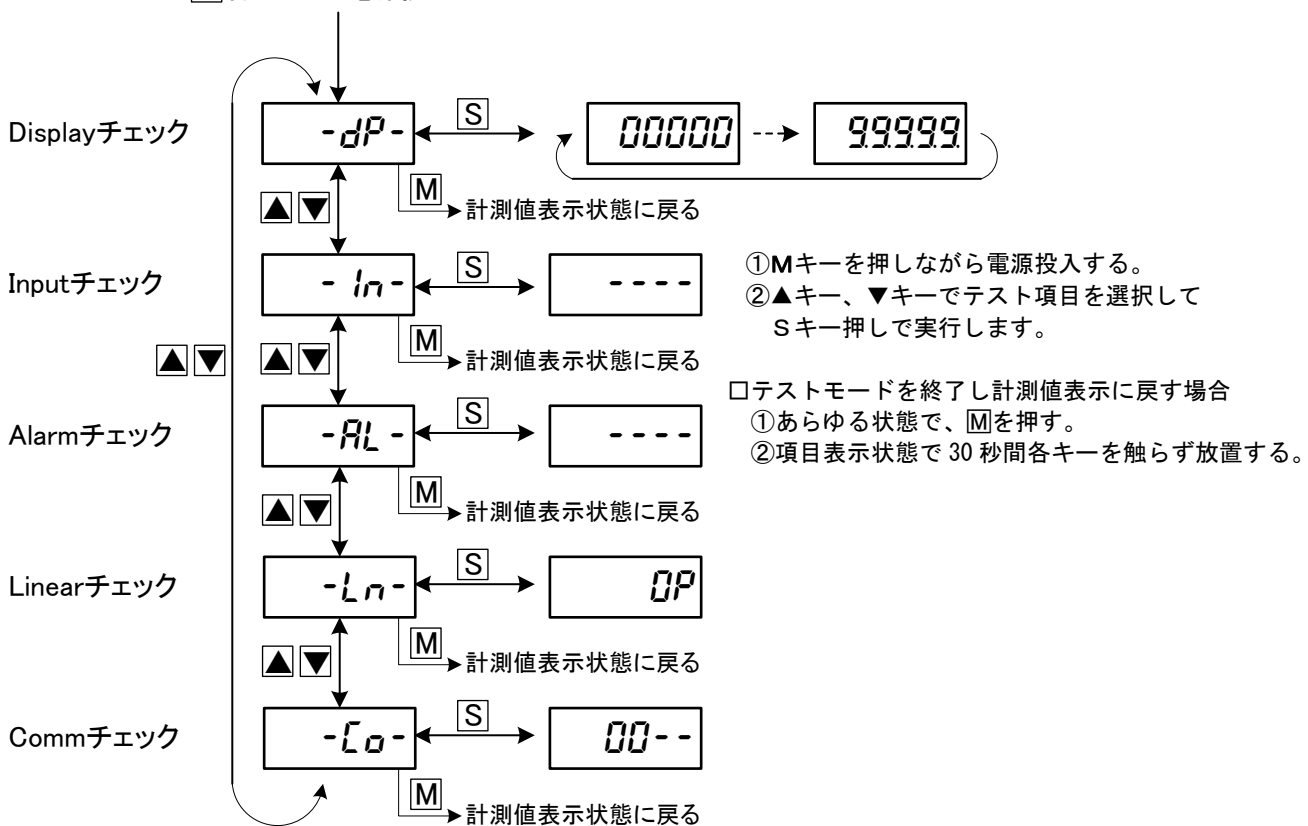 Displayチェック
-dP-
S
00000
9.9.9.9.9.
M
計測値表示状態に戻る
▲▼
Inputチェック
- In-
S
----
M
計測値表示状態に戻る
①Mキーを押しながら電源投入する。
②▲キー、▼キーでテスト項目を選択して
Sキー押しで実行します。
▲▼
▲▼
□テストモードを終了し計測値表示に戻す場合
①あらゆる状態で、Mを押す。
②項目表示状態で30秒間各キーを触らず放置する。
Alarmチェック
-AL-
S
----
M
計測値表示状態に戻る
▲▼
Linearチェック
-Ln-
S
0P
M
計測値表示状態に戻る
▲▼
Commチェック
-Co-
S
00--
M
計測値表示状態に戻る